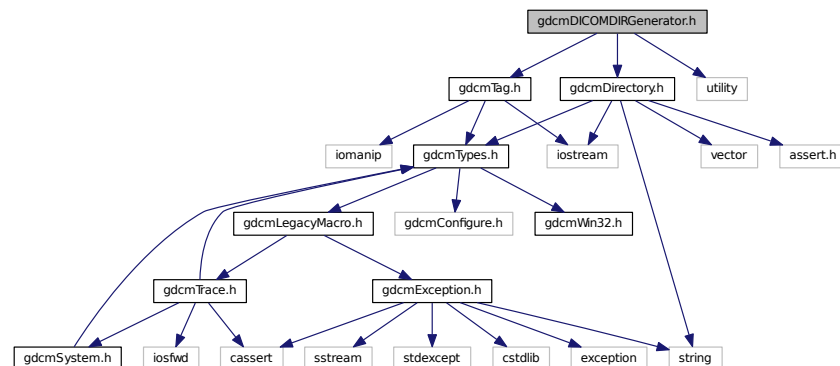 gdcmDICOMDIRGenerator.h
gdcmTag.h
gdcmDirectory.h
utility
iomanip
gdcmTypes.h
iostream
vector
assert.h
gdcmLegacyMacro.h
gdcmConfigure.h
gdcmWin32.h
gdcmTrace.h
gdcmException.h
gdcmSystem.h
iosfwd
cassert
sstream
stdexcept
cstdlib
exception
string